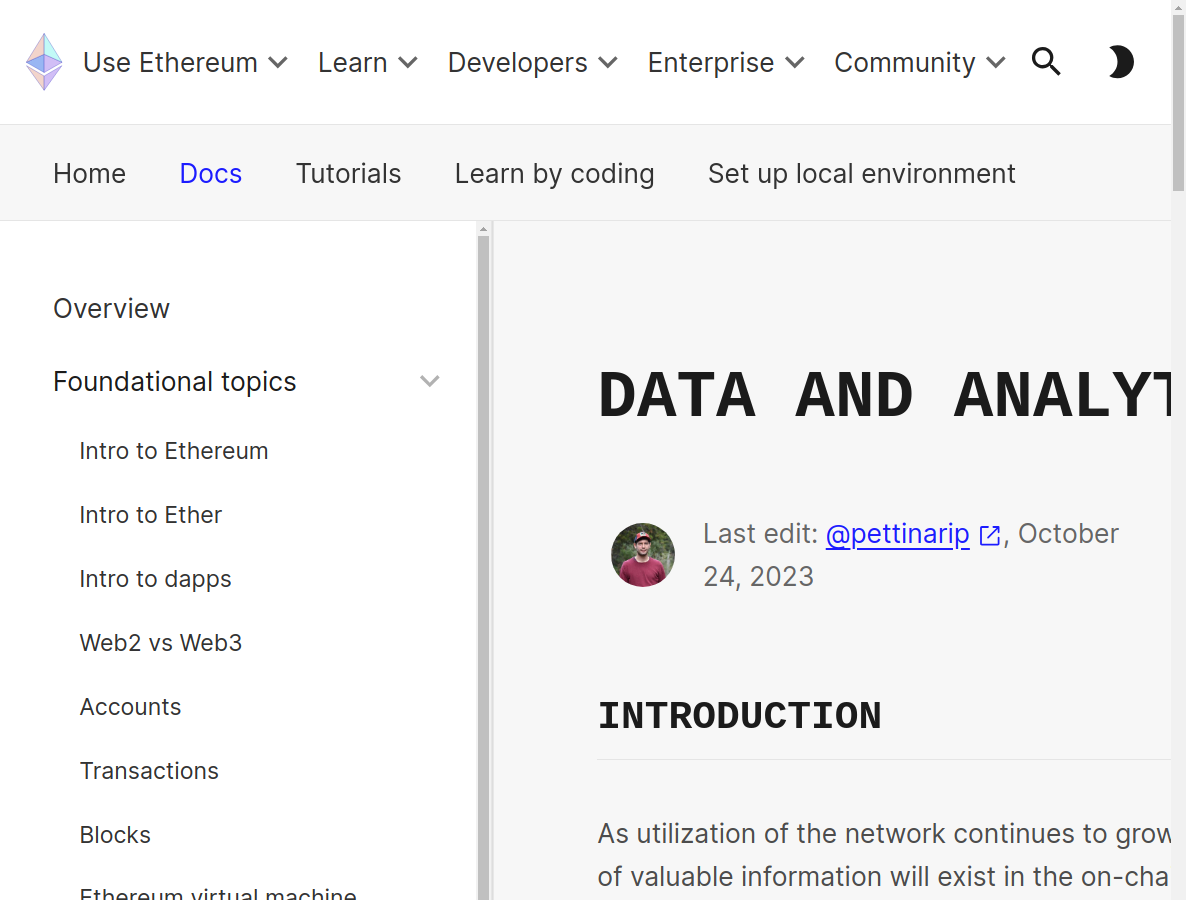 Use Ethereum Learn Developers Enterprise Community
Home Docs Tutorials Learn by coding Set up local environment
Overview
Foundational topics
Intro to Ethereum
Intro to Ether
Intro to dapps
Web2 vs Web3
Accounts
Transactions
Blocks
Ethereum virtual machine
DATA AND ANALYT
Last edit: @pettinarip , October
24, 2023
INTRODUCTION
As utilization of the network continues to grow
of valuable information will exist in the on-cha